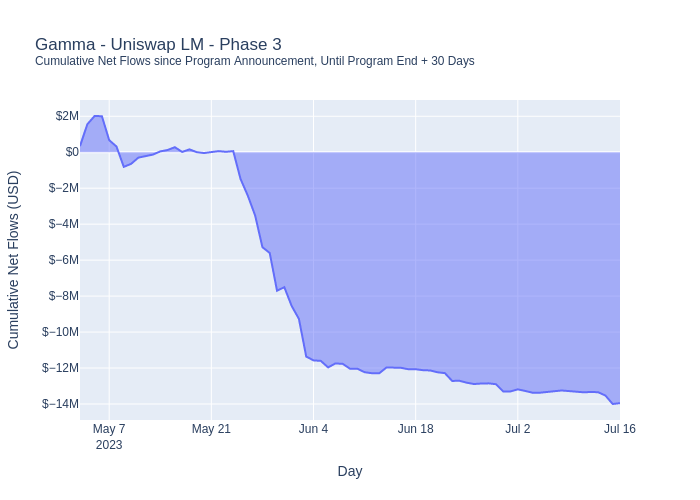 Gamma - Uniswap LM - Phase 3
Cumulative Net Flows since Program Announcement, Until Program End + 30 Days
Cumulative Net Flows (USD)
$2M
$0
$−2M
$−4M
$−6M
$−8M
$−10M
$−12M
$−14M
May 7
2023
May 21
Jun 4
Jun 18
Jul 2
Jul 16
Day